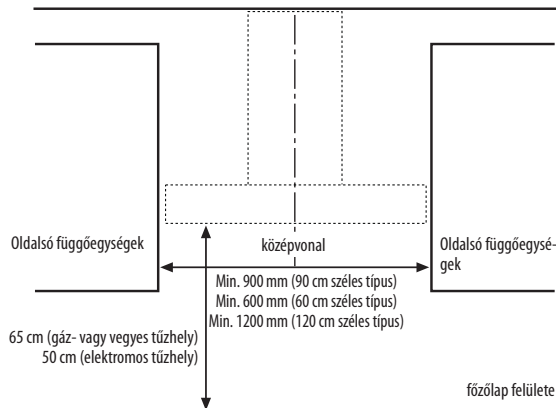 Oldalsó függőegységek
középvonal
Oldalsó függőegysé-
gek
Min. 900 mm (90 cm széles típus)
Min. 600 mm (60 cm széles típus)
Min. 1200 mm (120 cm széles típus)
65 cm (gáz- vagy vegyes tűzhely)
50 cm (elektromos tűzhely)
főzőlap felülete